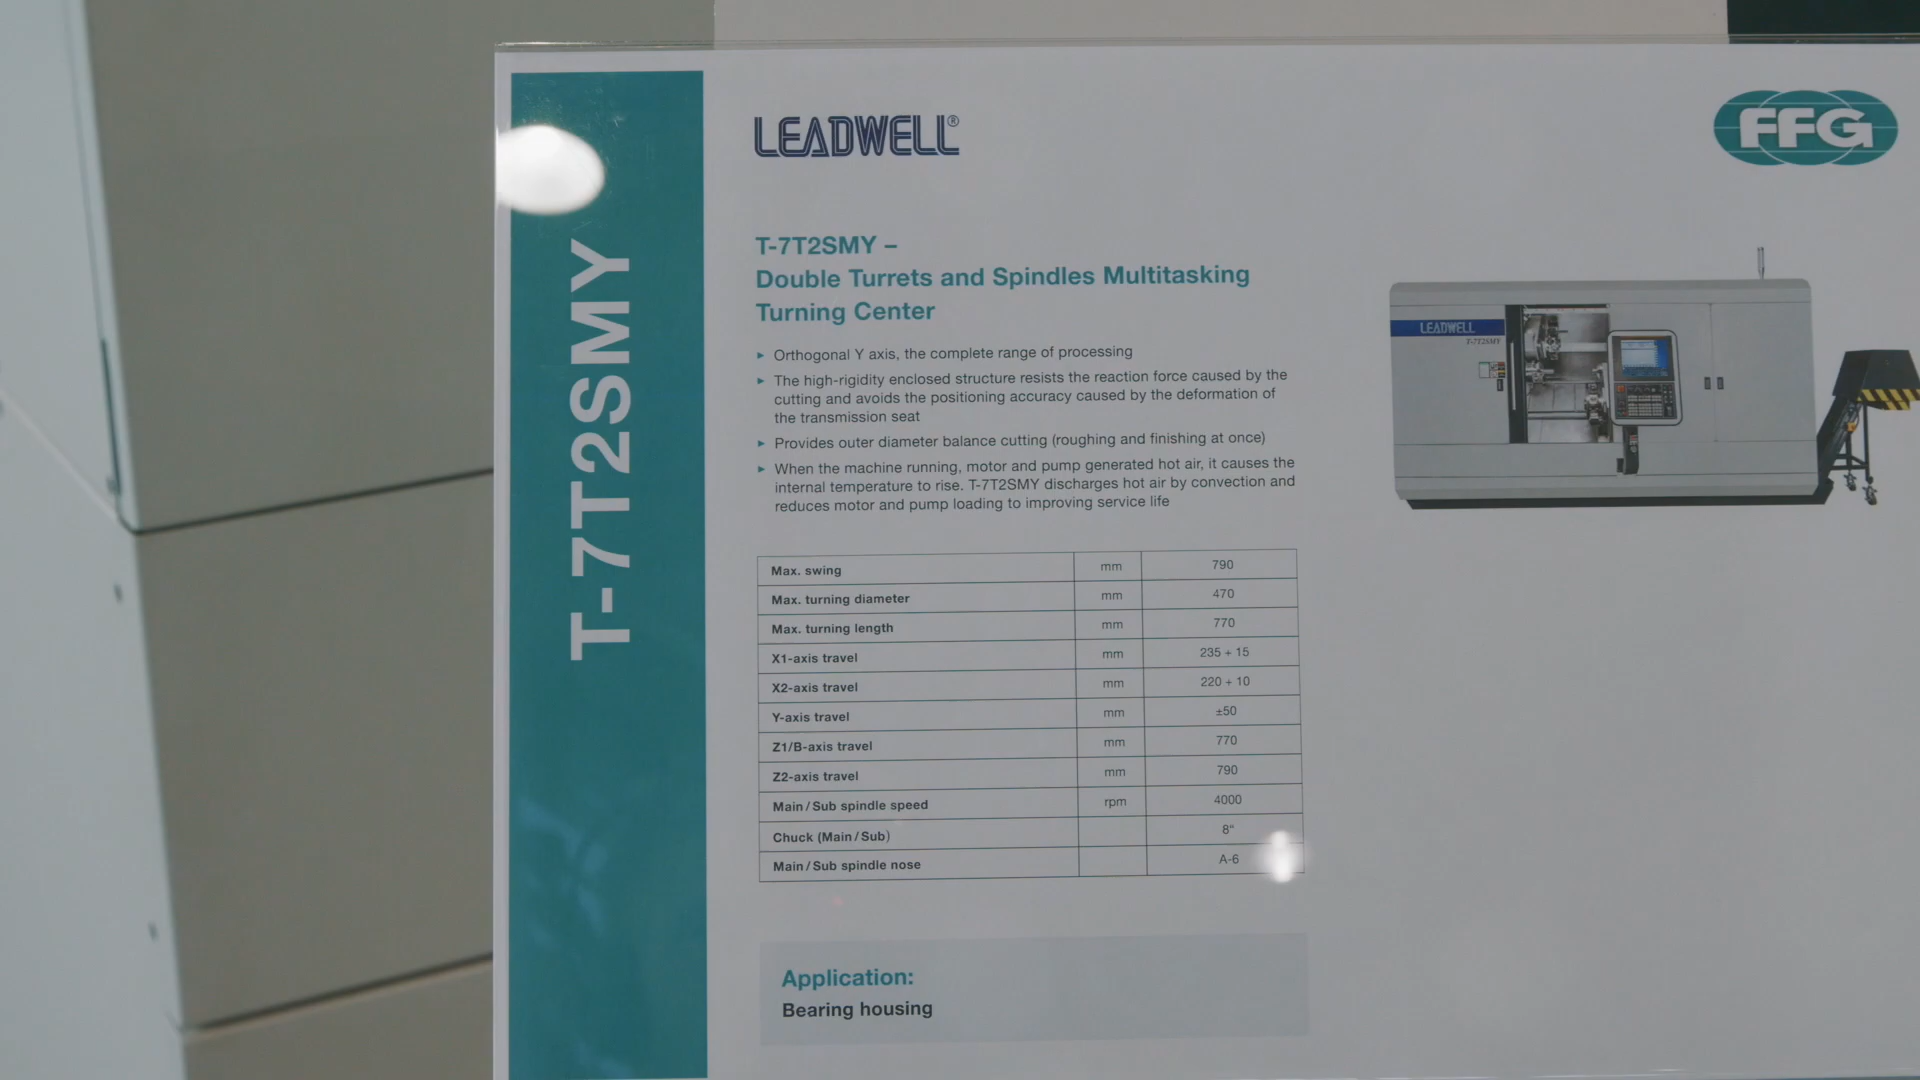 T-7T2SMY
LEADWELL®
FFG
T-7T2SMY –
Double Turrets and Spindles Multitasking
Turning Center
▸ Orthogonal Y axis, the complete range of processing
▸ The high-rigidity enclosed structure resists the reaction force caused by the
cutting and avoids the positioning accuracy caused by the deformation of
the transmission seat
▸ Provides outer diameter balance cutting (roughing and finishing at once)
▸ When the machine running, motor and pump generated hot air, it causes the
internal temperature to rise. T-7T2SMY discharges hot air by convection and
reduces motor and pump loading to improving service life
LEADWELL
T-7T2SMY
Max. swing mm 790
Max. turning diameter mm 470
Max. turning length mm 770
X1-axis travel mm 235 + 15
X2-axis travel mm 220 + 10
Y-axis travel mm ±50
Z1/B-axis travel mm 770
Z2-axis travel mm 790
Main / Sub spindle speed rpm 4000
Chuck (Main / Sub) 8“
Main / Sub spindle nose A-6
Application:
Bearing housing